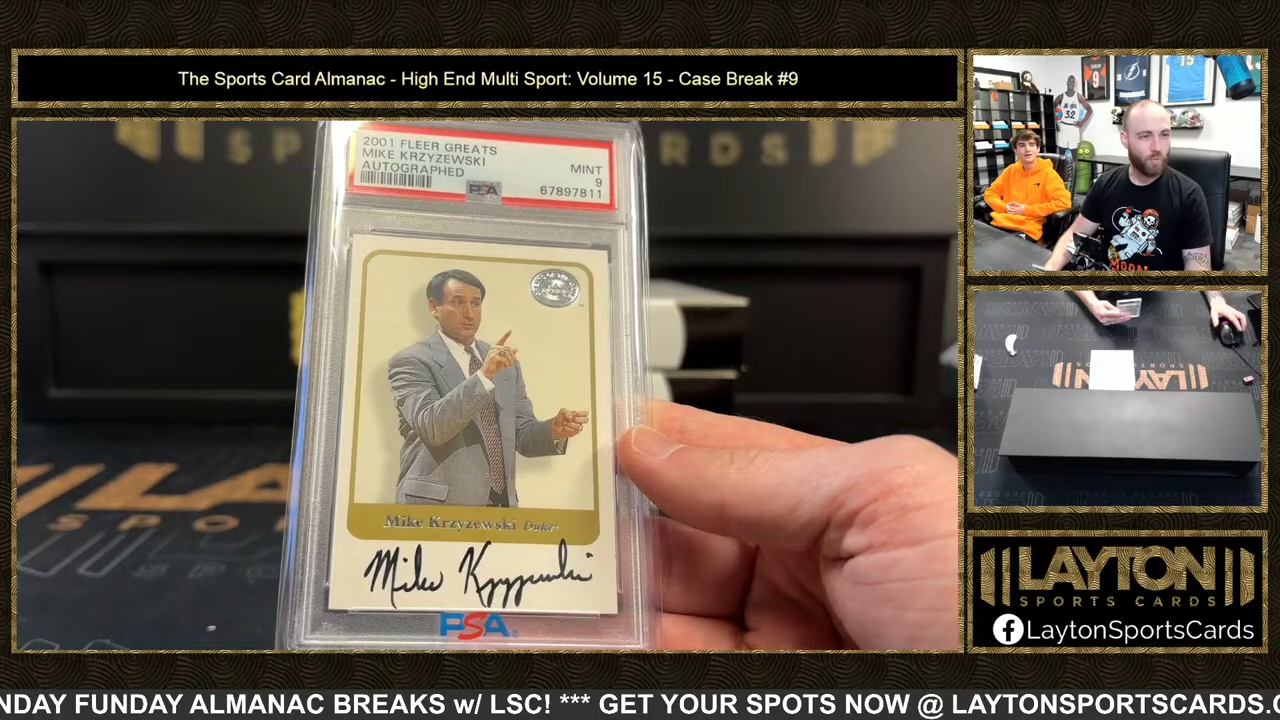 The Sports Card Almanac - High End Multi Sport: Volume 15 - Case Break #9
2001 FLEER GREATS
MIKE KRZYZEWSKI
AUTOGRAPHED
MINT
9
67897811
PSA
Mike Krzyzewski Duke
Mike Krzyzewski
PSA
LAYTON
SPORTS CARDS
LaytonSportsCards
NDAY FUNDAY ALMANAC BREAKS w/ LSC! *** GET YOUR SPOTS NOW @ LAYTONSPORTSCARDS.C